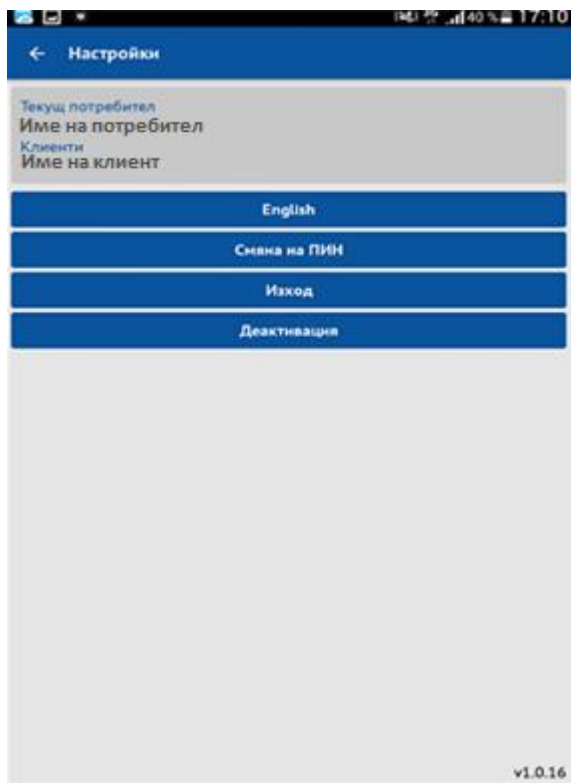 40 % 17:10
Настройки
Текущ потребител
Име на потребител
Клиенти
Име на клиент
English
Смяна на ПИН
Изход
Деактивация
v1.0.16